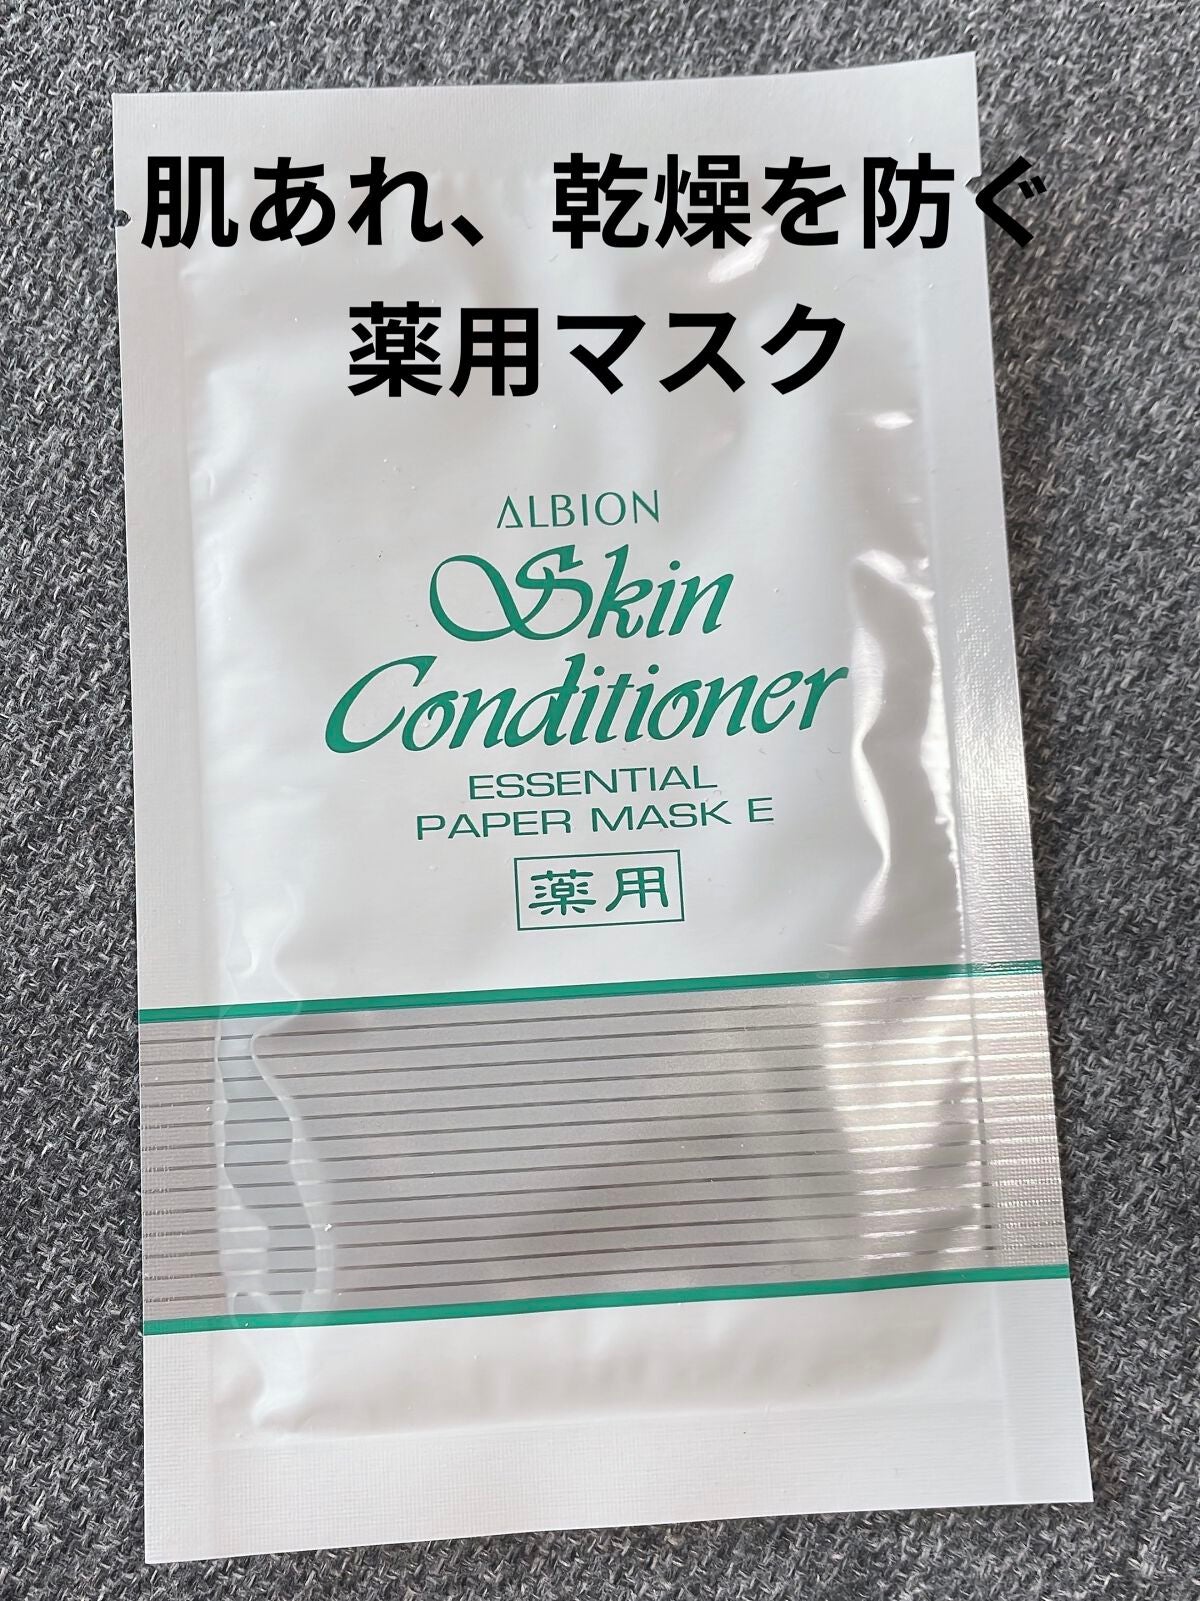 肌あれ、乾燥を防ぐ
薬用マスク
ALBION
Skin
Conditioner
ESSENTIAL
PAPER MASK E
薬用